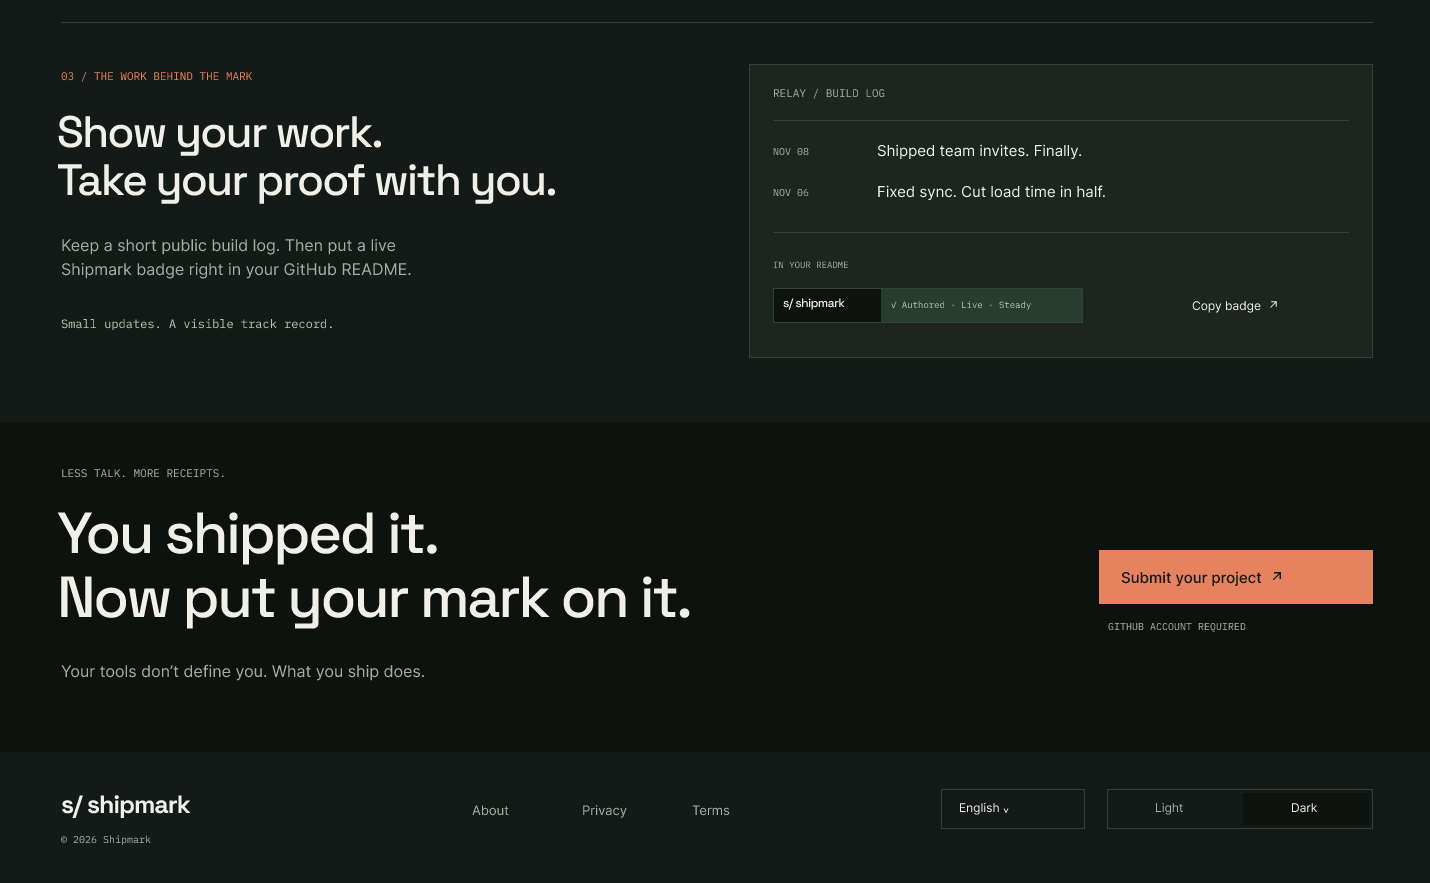 03 / THE WORK BEHIND THE MARK
Show your work.
Take your proof with you.
Keep a short public build log. Then put a live
Shipmark badge right in your GitHub README.
Small updates. A visible track record.
RELAY / BUILD LOG
NOV 08 Shipped team invites. Finally.
NOV 06 Fixed sync. Cut load time in half.
IN YOUR README
s/ shipmark √ Authored · Live · Steady Copy badge ↗
LESS TALK. MORE RECEIPTS.
You shipped it.
Now put your mark on it.
Your tools don’t define you. What you ship does.
Submit your project ↗
GITHUB ACCOUNT REQUIRED
s/ shipmark
© 2026 Shipmark
About Privacy Terms
English v
Light Dark